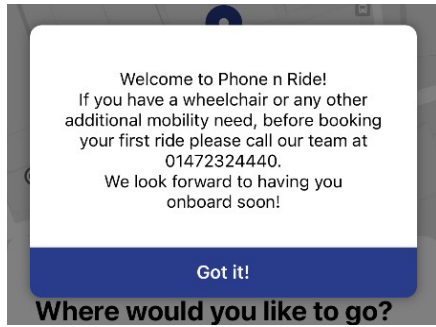 Welcome to Phone n Ride!
If you have a wheelchair or any other
additional mobility need, before booking
your first ride please call our team at
01472324440.
We look forward to having you
onboard soon!
Got it!
Where would you like to go?